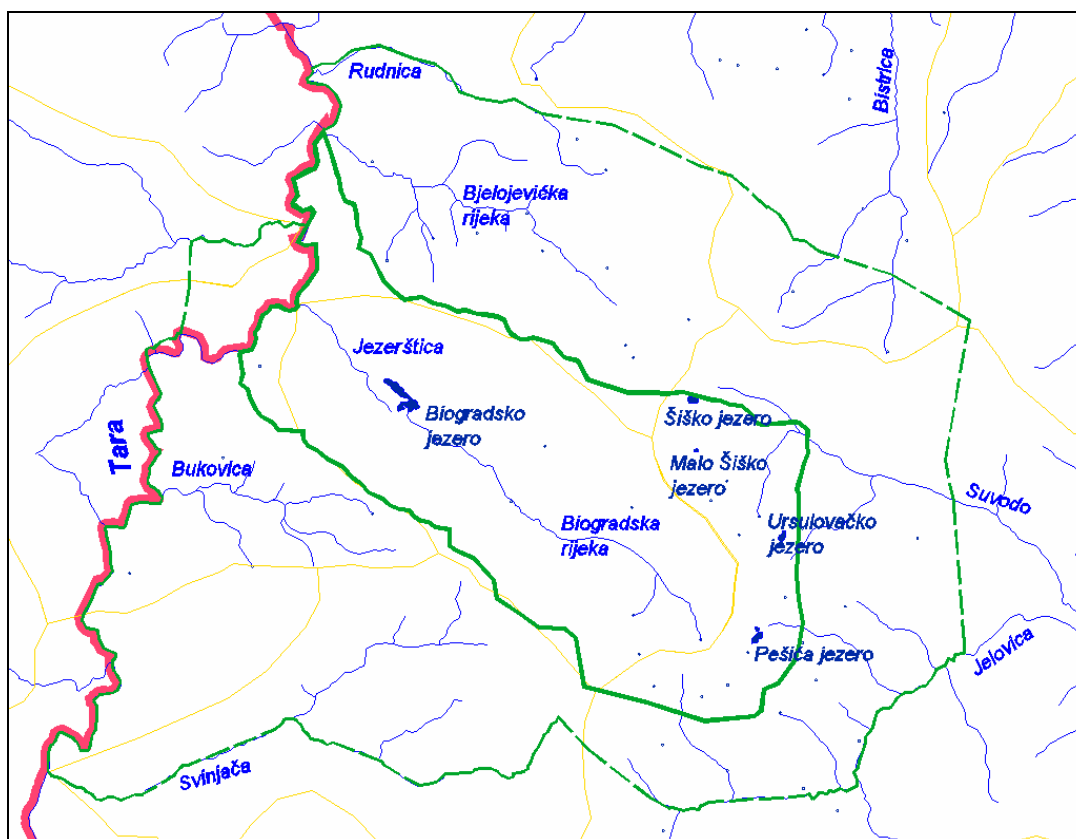 Rudnica
Bistrica
Bjelojevićka
rijeka
Jezerštica
Biogradsko
jezero
Šiško jezero
Tara
Malo Šiško
jezero
Bukovica
Suvodo
Ursulovačko
jezero
Biogradska
rijeka
Jelovica
Pešića jezero
Svinjača